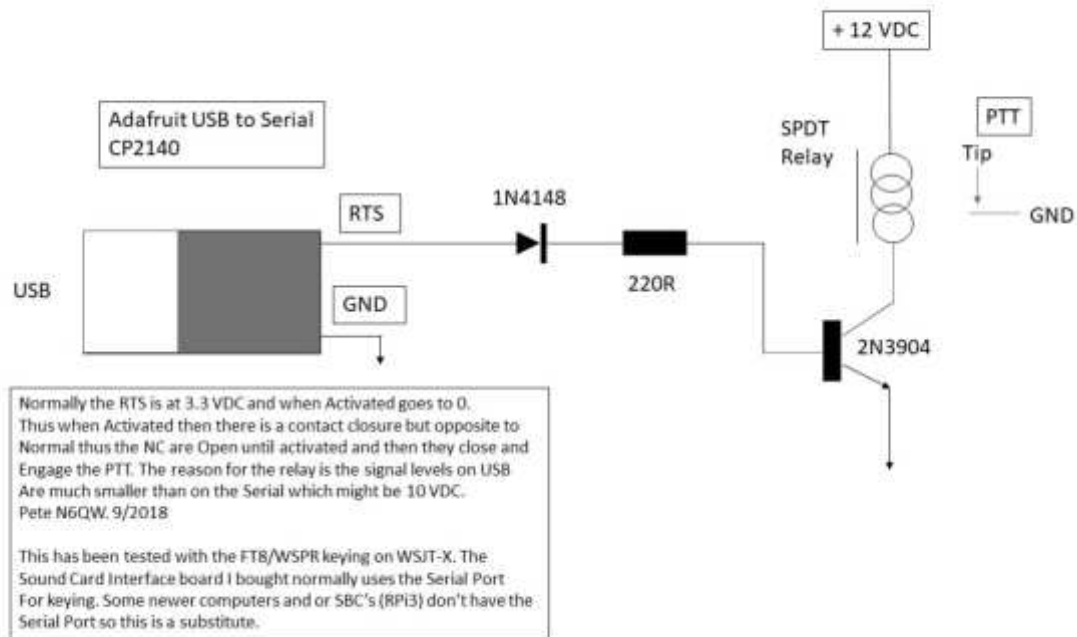 + 12 VDC
Adafruit USB to Serial
CP2140
SPDT
Relay
PTT
Tip
GND
1N4148
RTS
220R
USB
GND
2N3904
Normally the RTS is at 3.3 VDC and when Activated goes to 0.
Thus when Activated then there is a contact closure but opposite to
Normal thus the NC are Open until activated and then they close and
Engage the PTT. The reason for the relay is the signal levels on USB
Are much smaller than on the Serial which might be 10 VDC.
Pete N6QW. 9/2018
This has been tested with the FT8/WSPR keying on WSJT-X. The
Sound Card Interface board I bought normally uses the Serial Port
For keying. Some newer computers and or SBC's (RPi3) don't have the
Serial Port so this is a substitute.